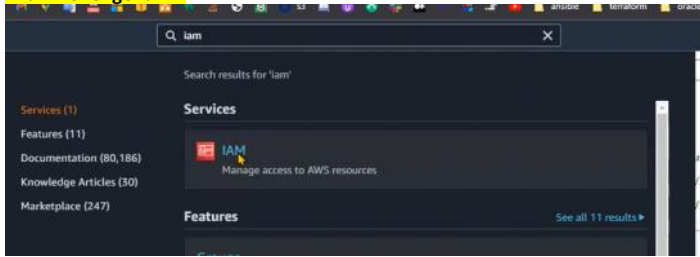 ansible
terraform
oracle
iam
Search results for 'iam'
Services (1)
Features (11)
Documentation (80,186)
Knowledge Articles (30)
Marketplace (247)
Services
IAM
Manage access to AWS resources
Features
See all 11 results